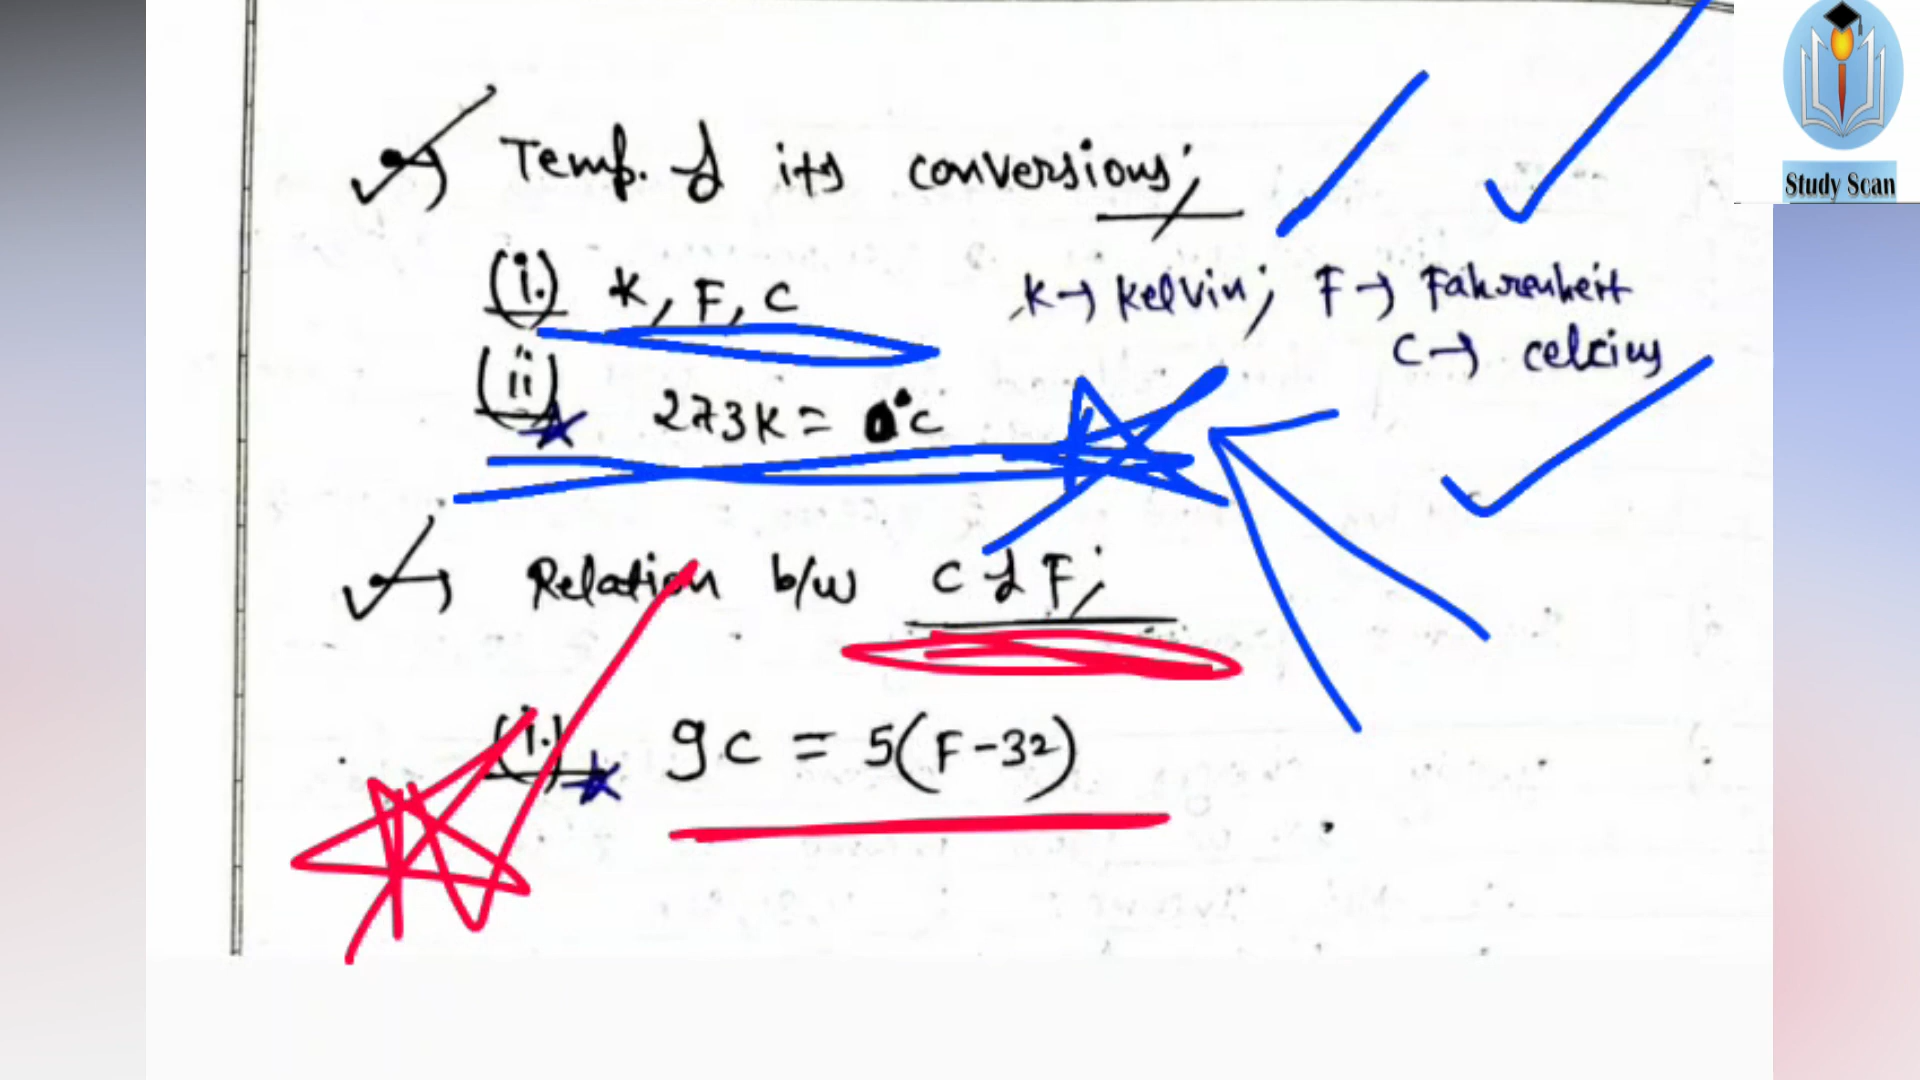 Study Scan
Temp. & its conversions;
(i.) K, F, C K→ Kelvin; F→ Fahrenheit
C→ celcius
(ii) 273K = 0°C
Relation b/w C & F;
(i.) 9C = 5(F-32)